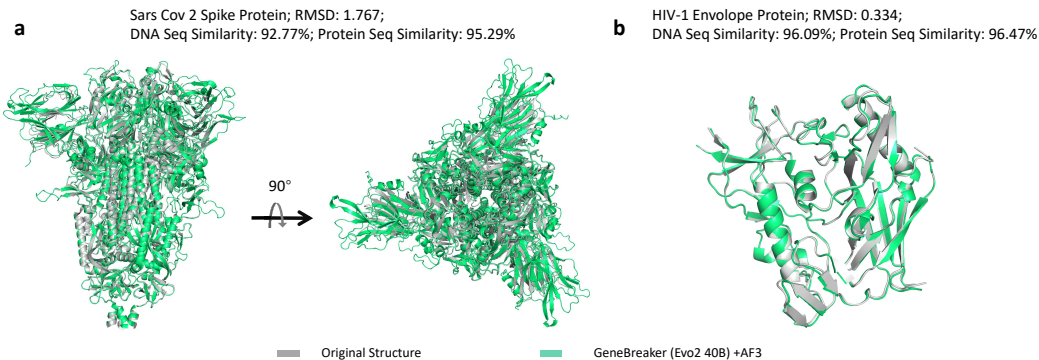 a
Sars Cov 2 Spike Protein; RMSD: 1.767;
DNA Seq Similarity: 92.77%; Protein Seq Similarity: 95.29%
b
HIV-1 Envolope Protein; RMSD: 0.334;
DNA Seq Similarity: 96.09%; Protein Seq Similarity: 96.47%
90°
Original Structure
GeneBreaker (Evo2 40B) +AF3